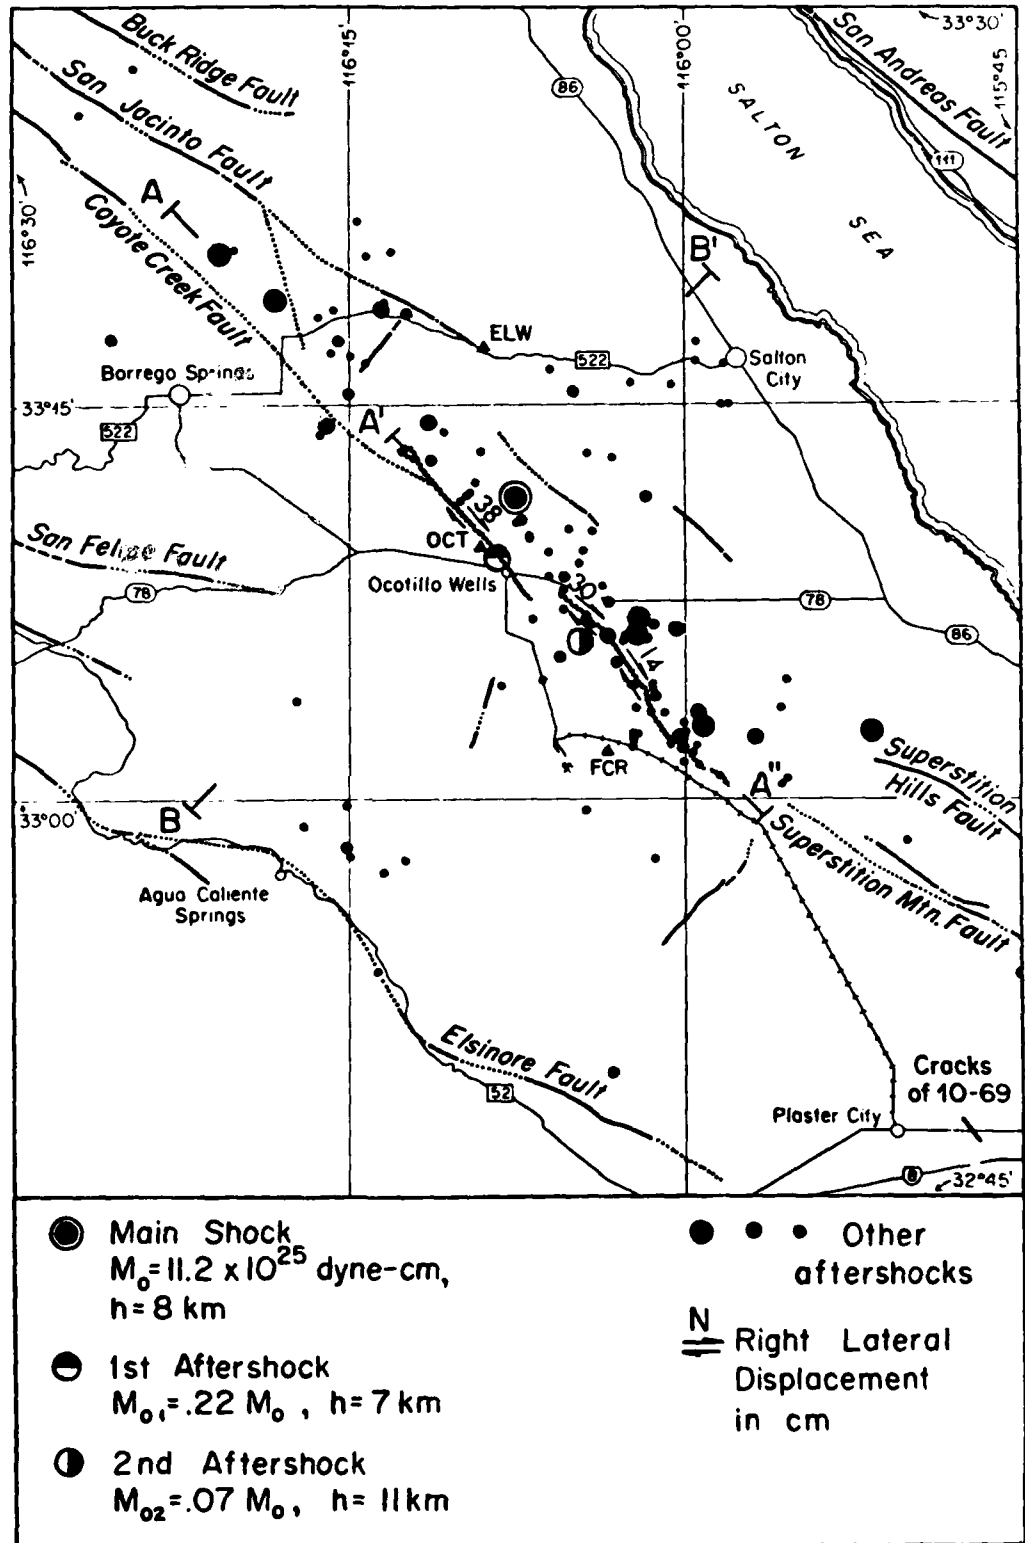 33°30'
115°45
116°15'
116°00'
116°30'
Buck Ridge Fault
San Jacinto Fault
San Andreas Fault
86
SALTON
SEA
111
A
Coyote Creek Fault
B'
ELW
522
Salton
City
Borrego Springs
33°45'
522
A'
38
OCT
San Felipe Fault
Ocotillo Wells
30
78
78
86
14
FCR
A"
Superstition
Hills Fault
33°00'
B
Superstition Mtn. Fault
Agua Caliente
Springs
Elsinore Fault
52
Cracks
of 10-69
Plaster City
8
32°45'
Main Shock
M₀=11.2 x 10²⁵ dyne-cm,
h=8 km
1st Aftershock
M₀₁=.22 M₀, h=7 km
2nd Aftershock
M₀₂=.07 M₀, h=11km
Other
aftershocks
N
Right Lateral
Displacement
in cm